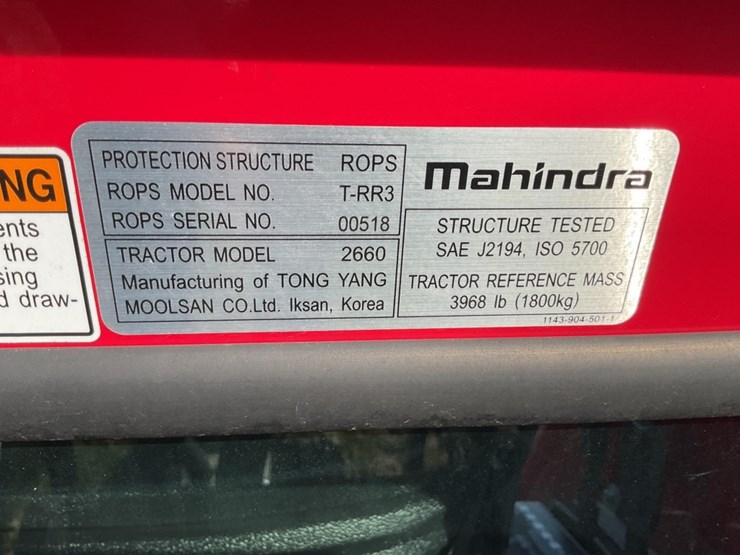 NG
ents
the
sing
d draw-
PROTECTION STRUCTURE ROPS
ROPS MODEL NO. T-RR3
ROPS SERIAL NO. 00518
TRACTOR MODEL 2660
Manufacturing of TONG YANG
MOOLSAN CO.Ltd. Iksan, Korea
Mahindra
STRUCTURE TESTED
SAE J2194, ISO 5700
TRACTOR REFERENCE MASS
3968 lb (1800kg)
1143-904-501-1